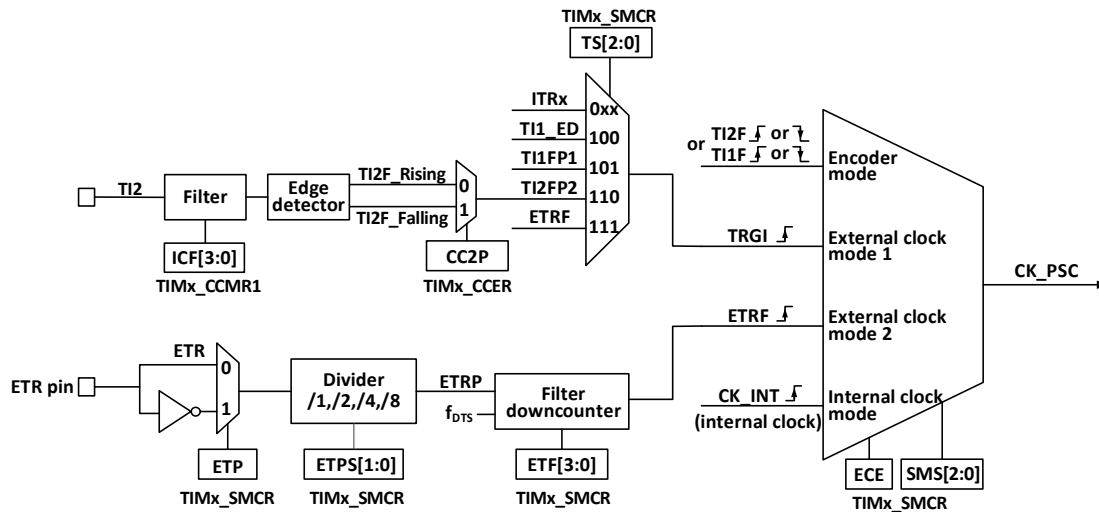 TIMx_SMCR
TS[2:0]
ITRx
0xx
TI1_ED
100
TI1FP1
101
TI2FP2
110
ETRF
111
TI2
Filter
Edge
detector
TI2F_Rising
TI2F_Falling
0
1
ICF[3:0]
TIMx_CCMR1
CC2P
TIMx_CCER
or TI2F or
TI1F or
Encoder
mode
TRGI
External clock
mode 1
ETRF
External clock
mode 2
CK_INT
(internal clock)
Internal clock
mode
CK_PSC
ECE
SMS[2:0]
TIMx_SMCR
ETR pin
ETR
0
1
ETP
TIMx_SMCR
Divider
/1,/2,/4,/8
ETPS[1:0]
TIMx_SMCR
ETRP
fDTS
Filter
downcounter
ETF[3:0]
TIMx_SMCR